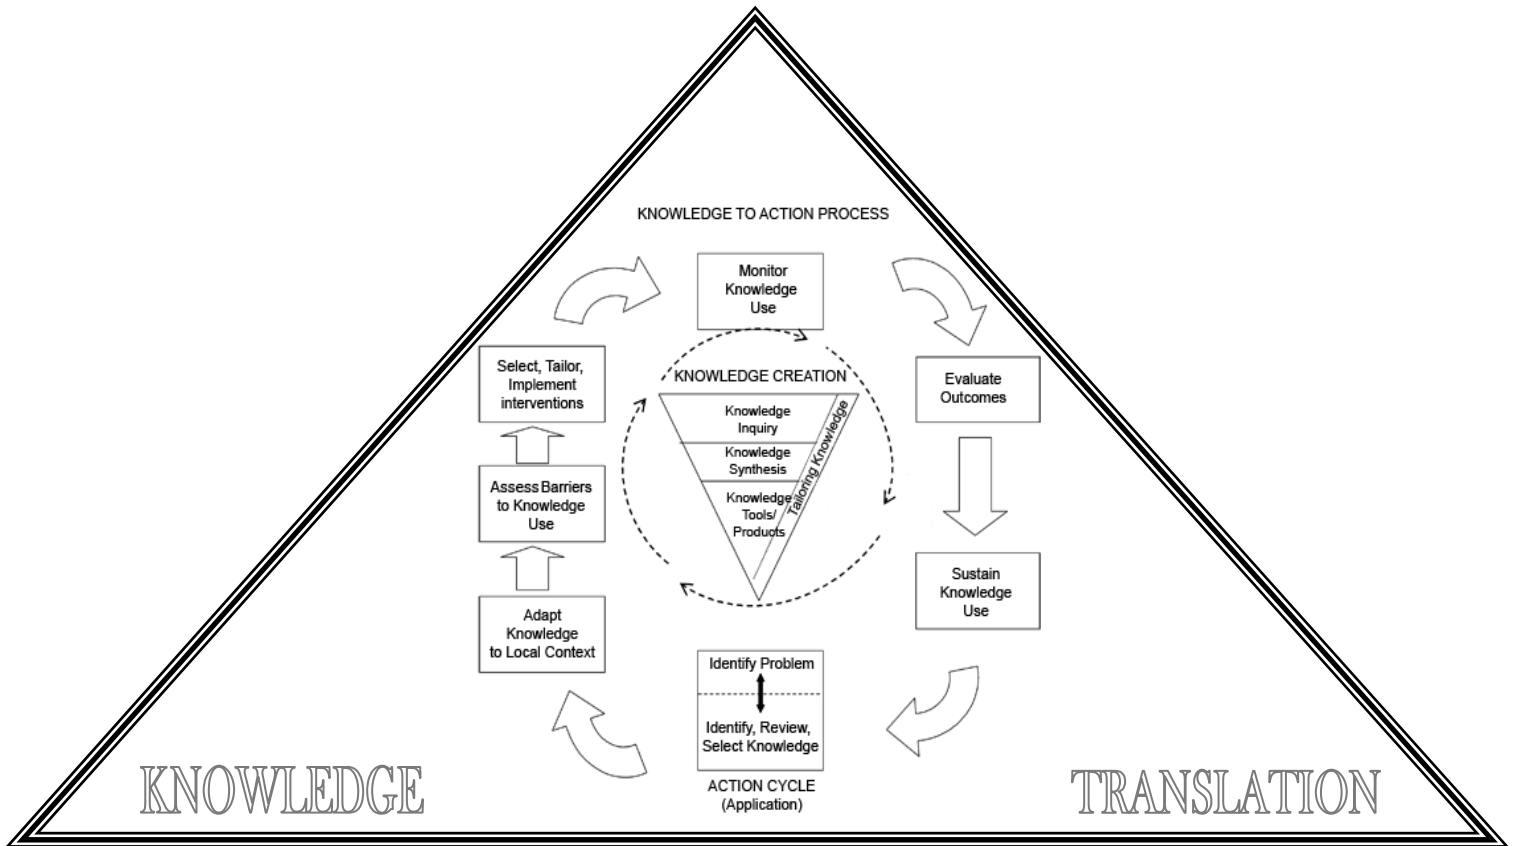 KNOWLEDGE TO ACTION PROCESS
Monitor
Knowledge
Use
Select, Tailor,
Implement
interventions
Evaluate
Outcomes
KNOWLEDGE CREATION
Knowledge
Inquiry
Knowledge
Synthesis
Knowledge
Tools/
Products
Tailoring Knowledge
Assess Barriers
to Knowledge
Use
Sustain
Knowledge
Use
Adapt
Knowledge
to Local Context
Identify Problem
Identify, Review,
Select Knowledge
ACTION CYCLE
(Application)
KNOWLEDGE
TRANSLATION